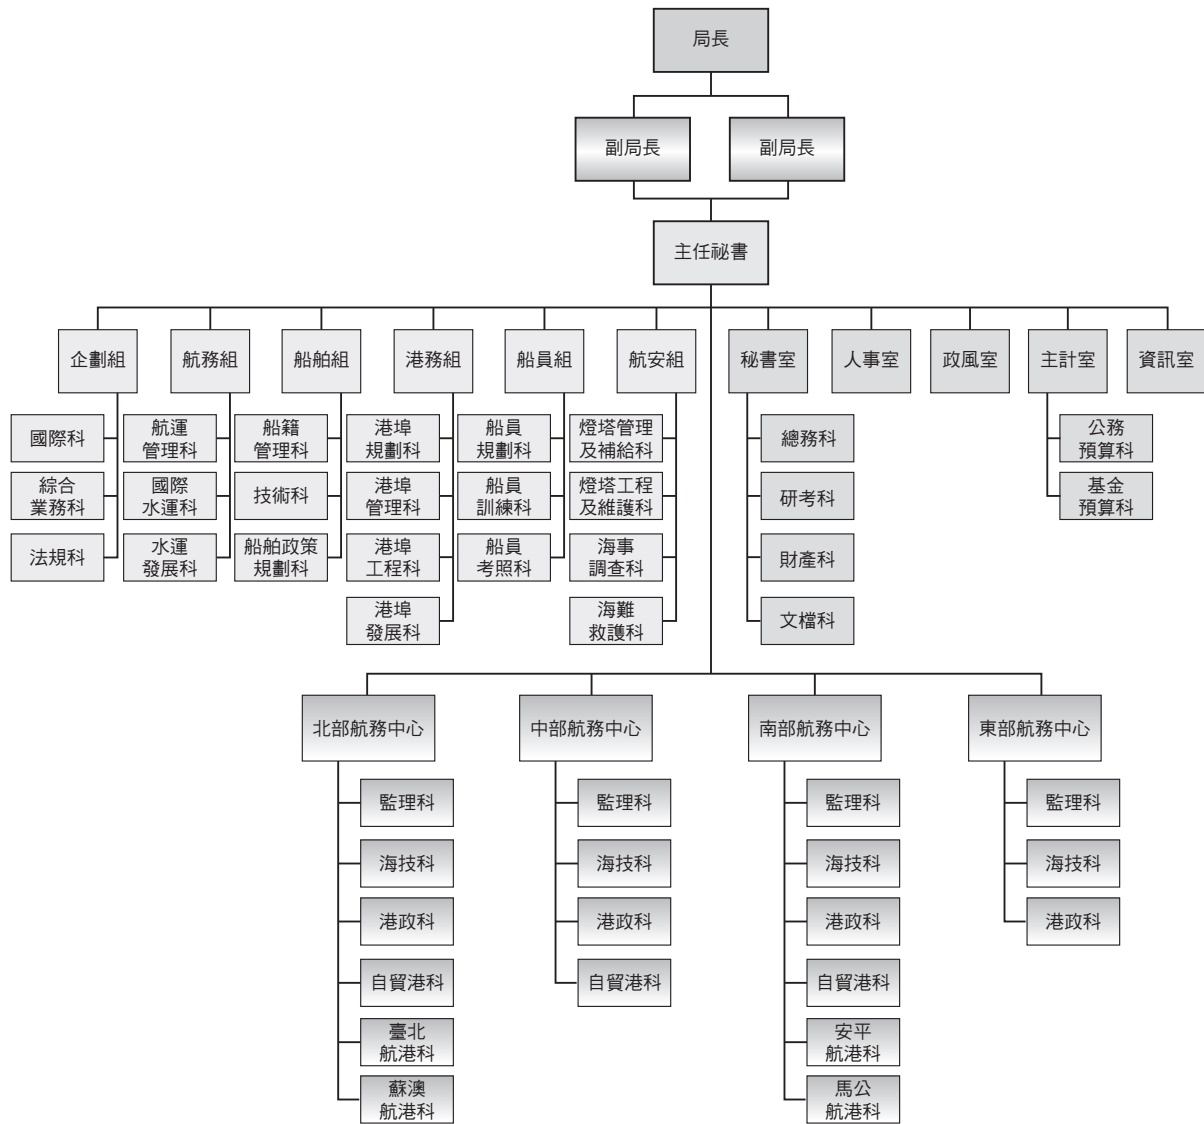 局長
副局長
副局長
主任祕書
企劃組
航務組
船舶組
港務組
船員組
航安組
秘書室
人事室
政風室
主計室
資訊室
國際科
綜合
業務科
法規科
航運
管理科
國際
水運科
水運
發展科
船籍
管理科
技術科
船舶政策
規劃科
港埠
規劃科
港埠
管理科
港埠
工程科
港埠
發展科
船員
規劃科
船員
訓練科
船員
考照科
燈塔管理
及補給科
燈塔工程
及維護科
海事
調查科
海難
救護科
總務科
研考科
財產科
文檔科
公務
預算科
基金
預算科
北部航務中心
中部航務中心
南部航務中心
東部航務中心
監理科
海技科
港政科
自貿港科
臺北
航港科
蘇澳
航港科
監理科
海技科
港政科
自貿港科
監理科
海技科
港政科
自貿港科
安平
航港科
馬公
航港科
監理科
海技科
港政科